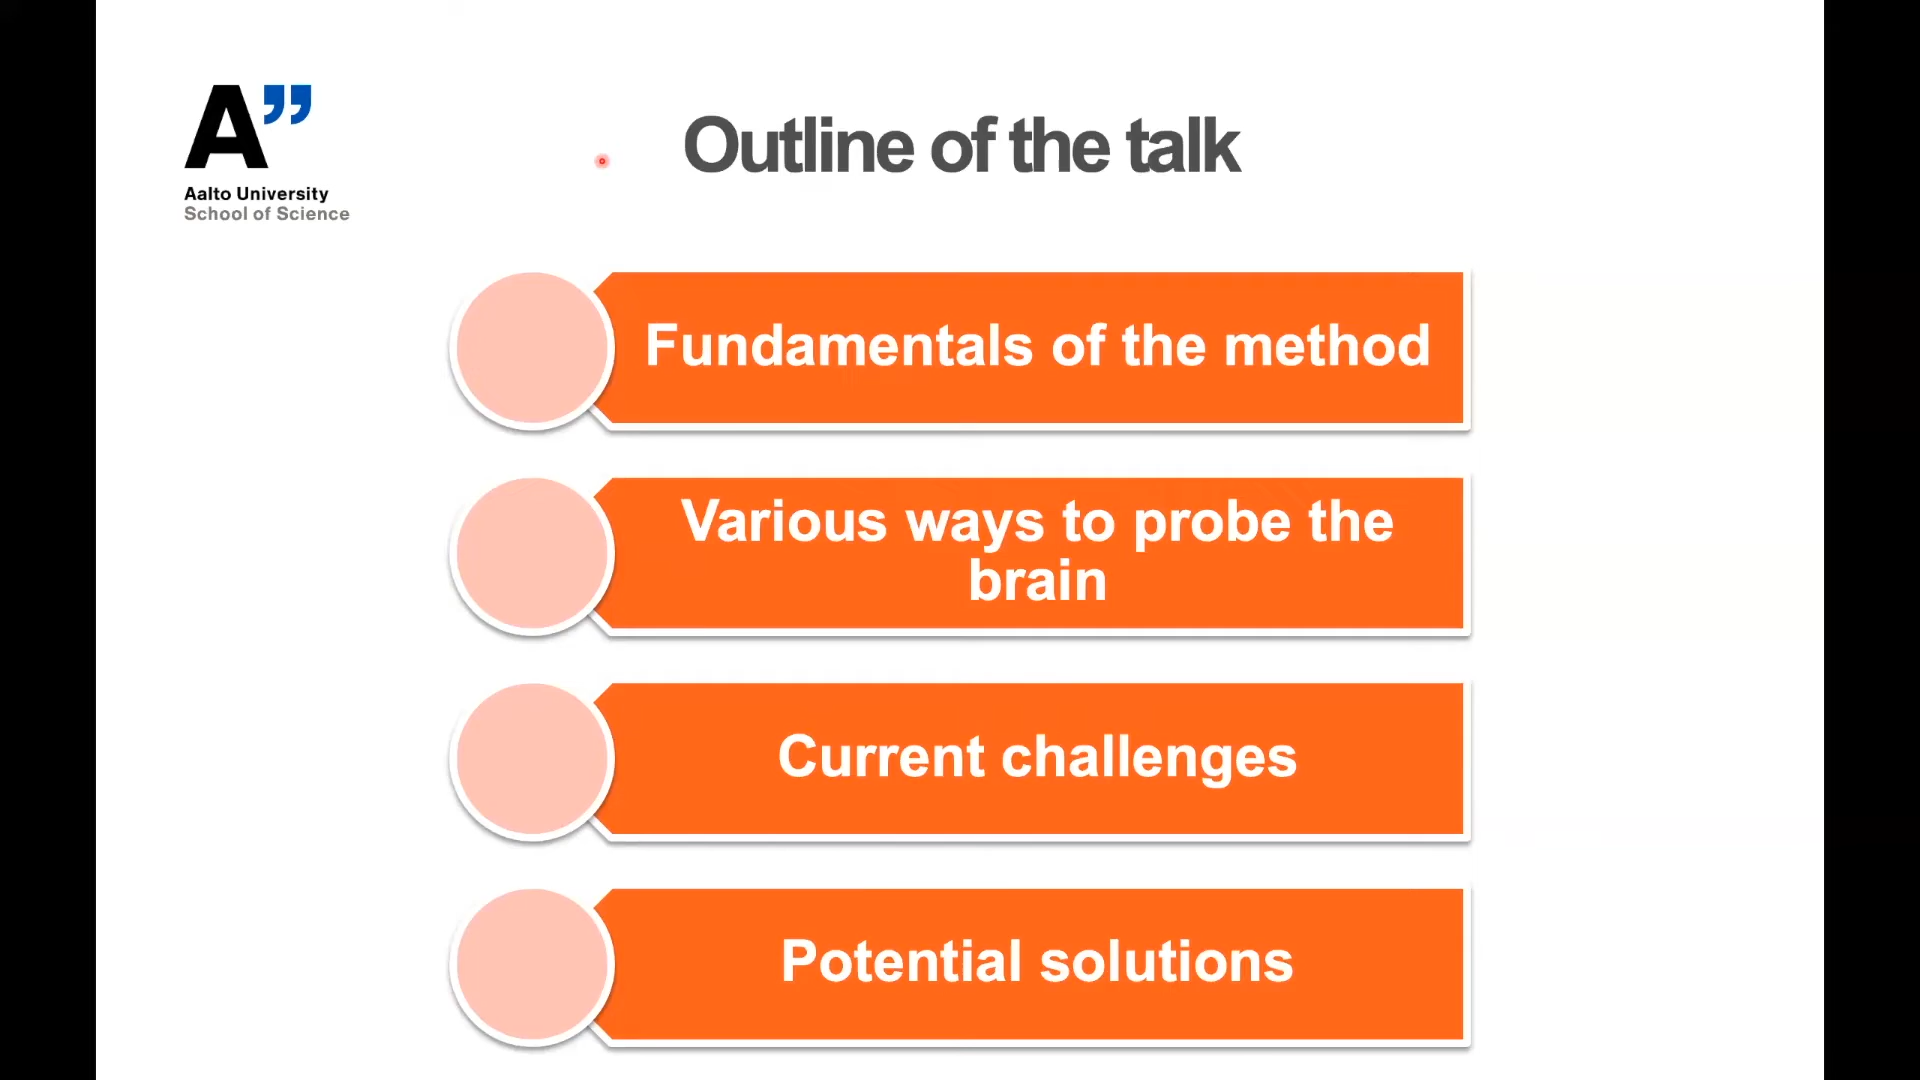 A”
Aalto University
School of Science
Outline of the talk
Fundamentals of the method
Various ways to probe the
brain
Current challenges
Potential solutions